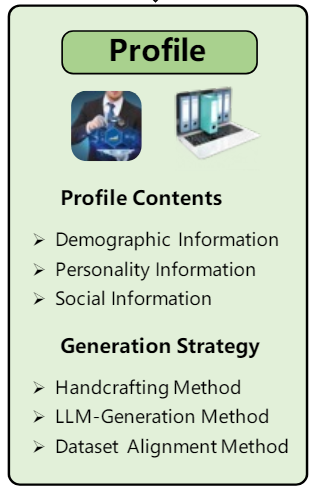 Profile
Profile Contents
➢ Demographic Information
➢ Personality Information
➢ Social Information
Generation Strategy
➢ Handcrafting Method
➢ LLM-Generation Method
➢ Dataset Alignment Method